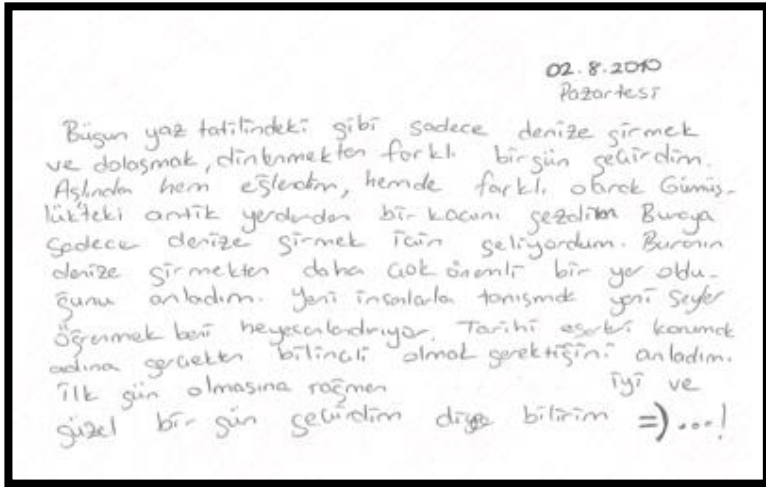 02.8.2010
Pazartesi
Bügun yaz tatilindeki gibi sadece denize girmek
ve dolaşmak, dinlenmekten farklı bir gün geçirdim.
Aslında hem eğlendim, hemde farklı olarak Gümüş-
lük'teki antik yerlerden bir kaçını gezdim Buraya
Sadece denize girmek için geliyordum. Buranın
denize girmekten daha çok önemli bir yer oldu-
ğunu anladım. Yeni insanlarla tanışmak yeni şeyler
öğrenmek beni heyecanlandırıyor. Tarihi eserleri korumak
adına gerçekten bilinçli olmak gerektiğini anladım.
İlk gün olmasına rağmen iyi ve
güzel bir gün geçirdim diye bilirim =)...!